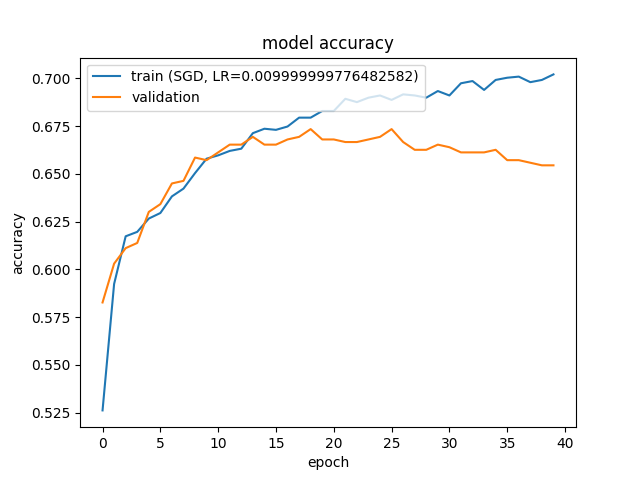 model accuracy
train (SGD, LR=0.009999999776482582)
validation
accuracy
0.700
0.675
0.650
0.625
0.600
0.575
0.550
0.525
0 5 10 15 20 25 30 35 40
epoch